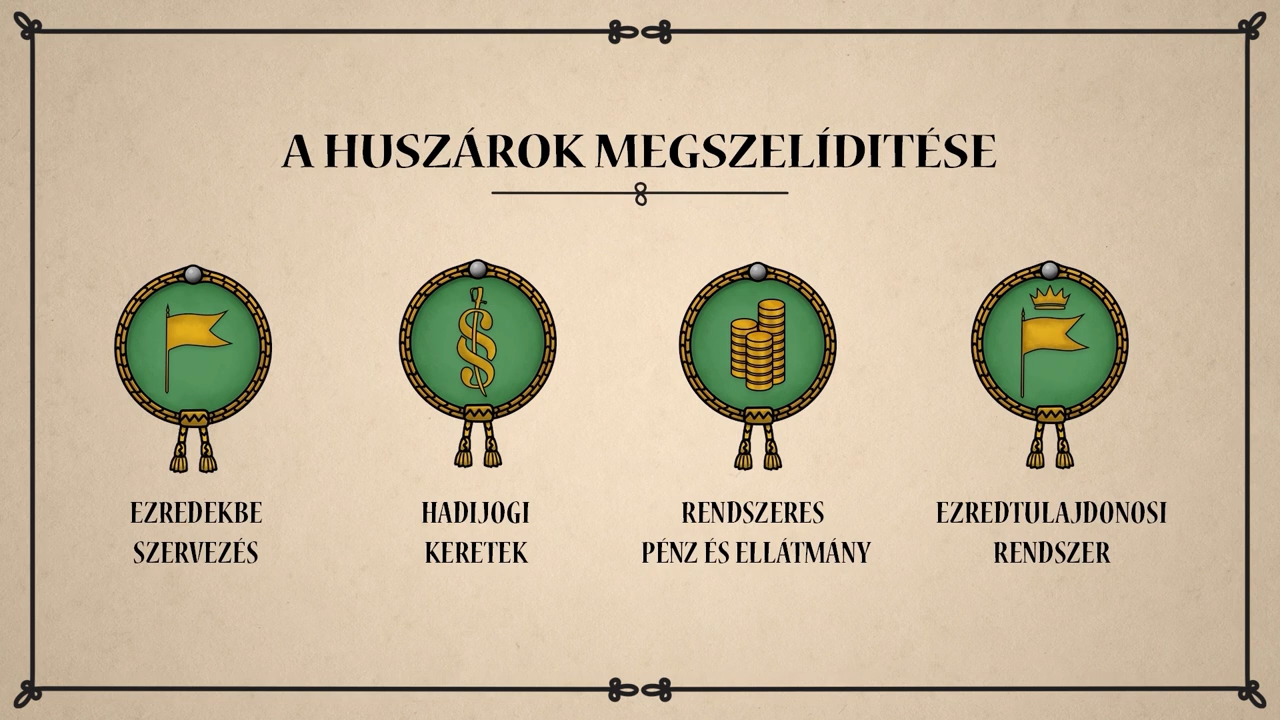 A HUSZÁROK MEGSZELÍDITÉSE
EZREDEKBE
SZERVEZÉS
HADIJOGI
KERETEK
RENDSZERES
PÉNZ ÉS ELLÁTMÁNY
EZREDTULAJDONOSI
RENDSZER